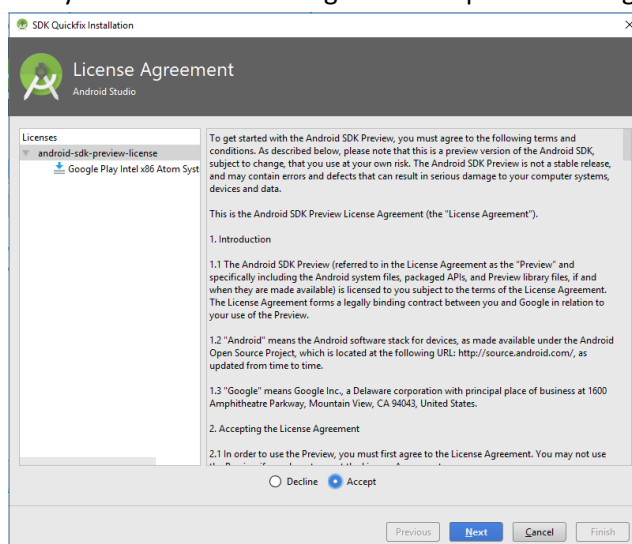 SDK Quickfix Installation
License Agreement
Android Studio
Licenses
android-sdk-preview-license
Google Play Intel x86 Atom Syst
To get started with the Android SDK Preview, you must agree to the following terms and
conditions. As described below, please note that this is a preview version of the Android SDK,
subject to change, that you use at your own risk. The Android SDK Preview is not a stable release,
and may contain errors and defects that can result in serious damage to your computer systems,
devices and data.
This is the Android SDK Preview License Agreement (the "License Agreement").
1. Introduction
1.1 The Android SDK Preview (referred to in the License Agreement as the "Preview" and
specifically including the Android system files, packaged APIs, and Preview library files, if and
when they are made available) is licensed to you subject to the terms of the License Agreement.
The License Agreement forms a legally binding contract between you and Google in relation to
your use of the Preview.
1.2 "Android" means the Android software stack for devices, as made available under the Android
Open Source Project, which is located at the following URL: http://source.android.com/, as
updated from time to time.
1.3 "Google" means Google Inc., a Delaware corporation with principal place of business at 1600
Amphitheatre Parkway, Mountain View, CA 94043, United States.
2. Accepting the License Agreement
2.1 In order to use the Preview, you must first agree to the License Agreement. You may not use
Decline Accept
Previous Next Cancel Finish